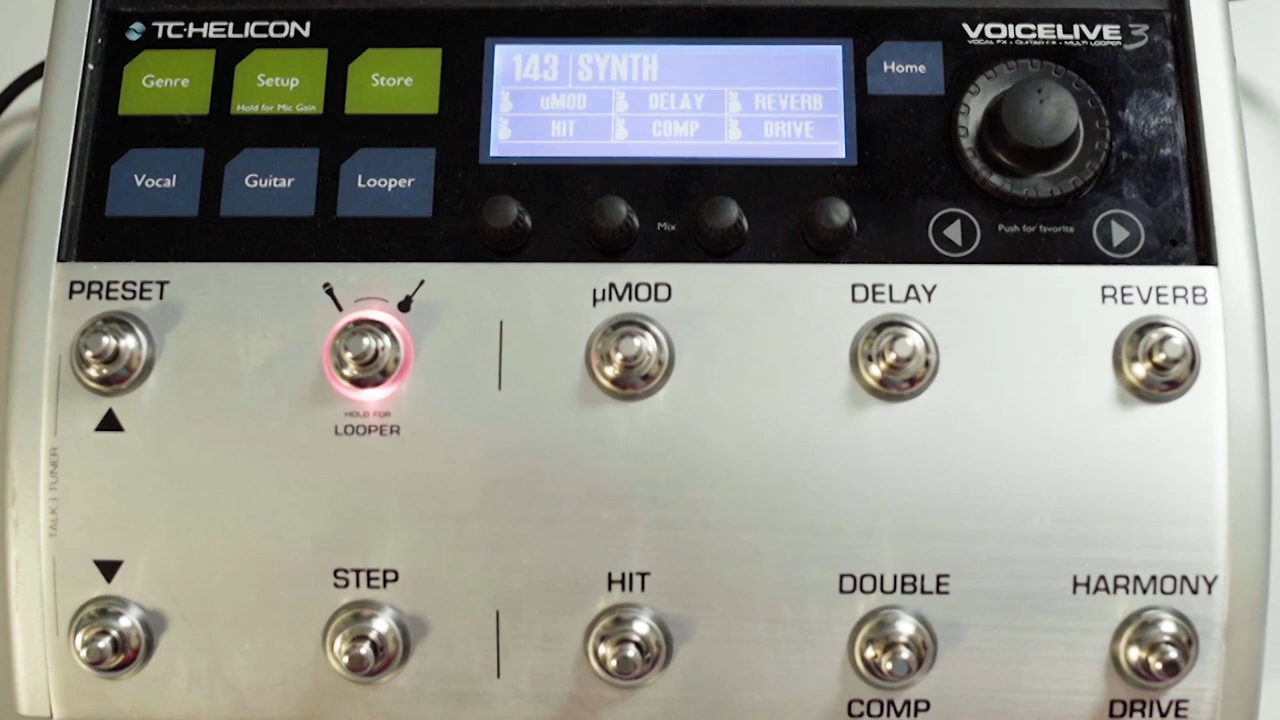 TC·HELICON
VOICELIVE 3
VOCAL FX • GUITAR FX • MULTI LOOPER
Genre
Setup
Hold for Mic Gain
Store
143 | SYNTH
µMOD DELAY REVERB
HIT COMP DRIVE
Home
Vocal
Guitar
Looper
Mix
Push for favorite
PRESET
µMOD
DELAY
REVERB
HOLD FOR
LOOPER
TALK | TUNER
STEP
HIT
DOUBLE
HARMONY
COMP
DRIVE